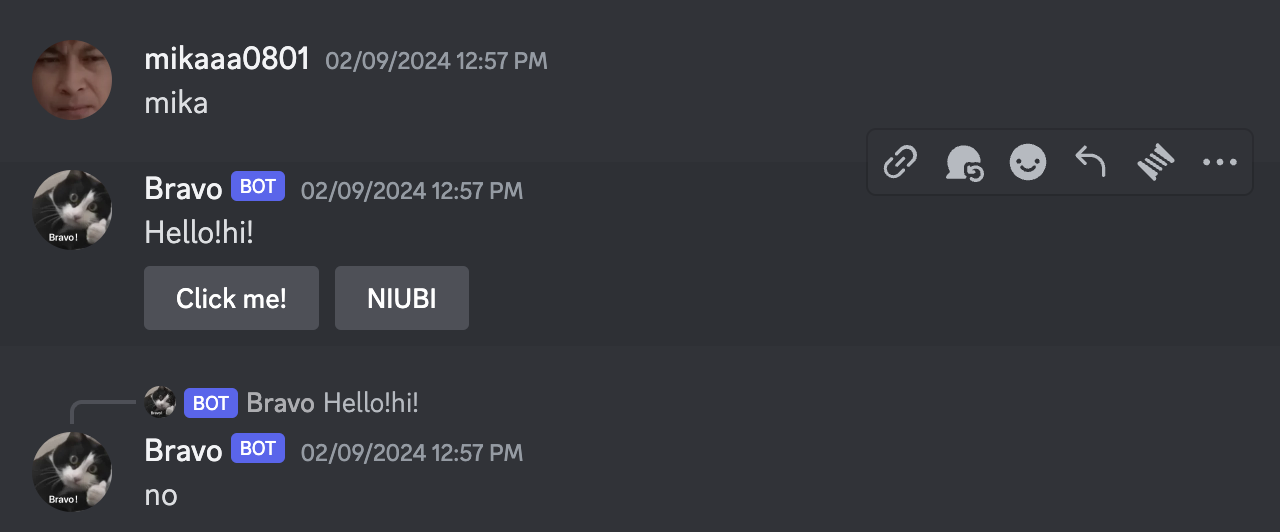 mikaaa0801 02/09/2024 12:57 PM
mika
Bravo BOT 02/09/2024 12:57 PM
Bravo!
Hello!hi!
Click me! NIUBI
BOT Bravo Hello!hi!
Bravo BOT 02/09/2024 12:57 PM
Bravo!
no